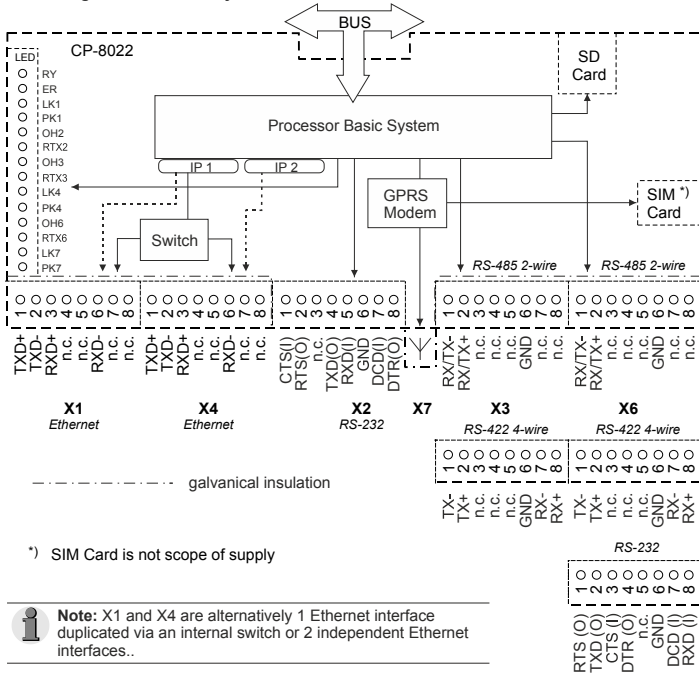 BUS
CP-8022
SD
Card
LED
RY
ER
LK1
PK1
OH2
RTX2
OH3
RTX3
LK4
PK4
OH6
RTX6
LK7
PK7
Processor Basic System
IP 1
IP 2
GPRS
Modem
SIM *)
Card
Switch
RS-485 2-wire
RS-485 2-wire
1 2 3 4 5 6 7 8
1 2 3 4 5 6 7 8
1 2 3 4 5 6 7 8
1 2 3 4 5 6 7 8
1 2 3 4 5 6 7 8
TXD+ TXD- RXD+ n.c. n.c. RXD- n.c. n.c.
TXD+ TXD- RXD+ n.c. n.c. RXD- n.c. n.c.
CTS(I) RTS(O) n.c. TXD(O) RXD(I) GND DCD(I) DTR(O)
RX/TX- RX/TX+ n.c. n.c. n.c. GND n.c. n.c.
RX/TX- RX/TX+ n.c. n.c. n.c. GND n.c. n.c.
X1
Ethernet
X4
Ethernet
X2
RS-232
X7
X3
X6
RS-422 4-wire
RS-422 4-wire
1 2 3 4 5 6 7 8
1 2 3 4 5 6 7 8
TX- TX+ n.c. n.c. n.c. GND RX- RX+
TX- TX+ n.c. n.c. n.c. GND RX- RX+
galvanical insulation
*) SIM Card is not scope of supply
RS-232
1 2 3 4 5 6 7 8
RTS (O) TXD (O) CTS (I) DTR (O) n.c. GND DCD (I) RXD (I)
Note: X1 and X4 are alternatively 1 Ethernet interface
duplicated via an internal switch or 2 independent Ethernet
interfaces..